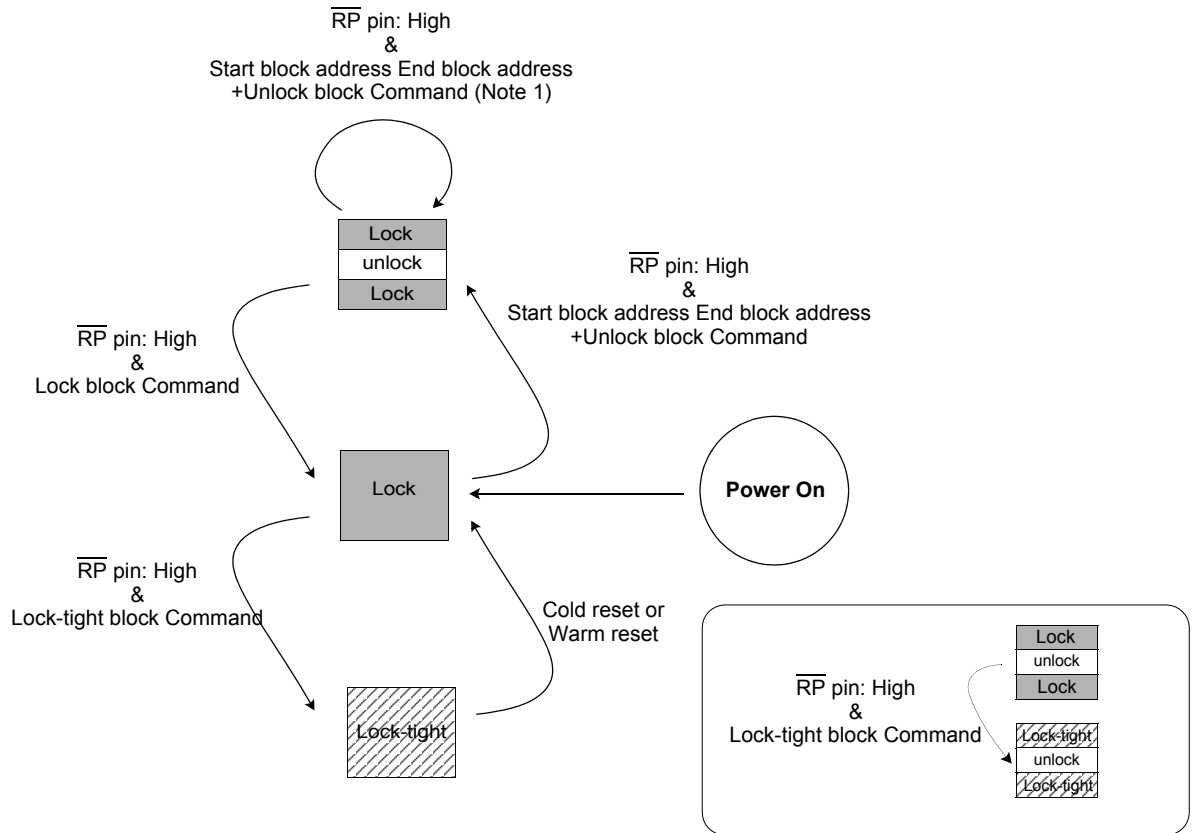 RP pin: High
&
Start block address End block address
+Unlock block Command (Note 1)
Lock
unlock
Lock
RP pin: High
&
Start block address End block address
+Unlock block Command
RP pin: High
&
Lock block Command
Lock
Power On
RP pin: High
&
Lock-tight block Command
Cold reset or
Warm reset
Lock-tight
Lock
unlock
Lock
RP pin: High
&
Lock-tight block Command
Lock-tight
unlock
Lock-tight